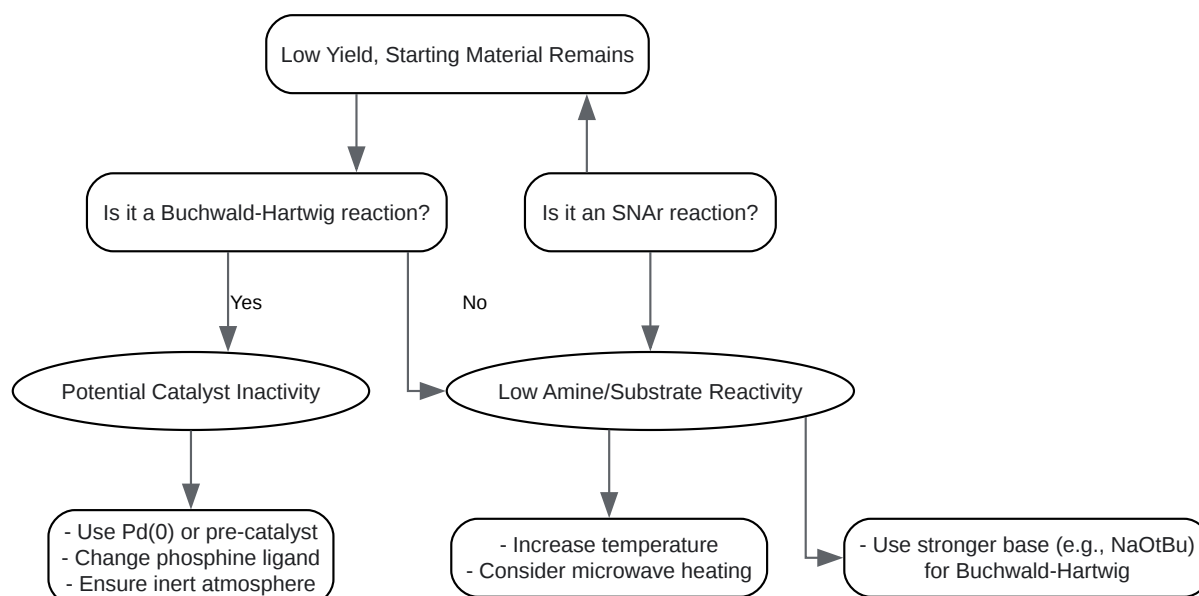 Low Yield, Starting Material Remains
Is it a Buchwald-Hartwig reaction?
Is it an SNAr reaction?
Yes
No
Potential Catalyst Inactivity
Low Amine/Substrate Reactivity
- Use Pd(0) or pre-catalyst
- Change phosphine ligand
- Ensure inert atmosphere
- Increase temperature
- Consider microwave heating
- Use stronger base (e.g., NaOtBu)
for Buchwald-Hartwig